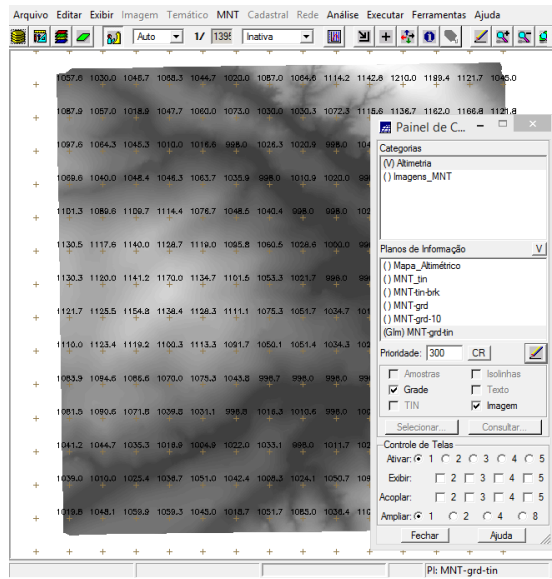 Arquivo Editar Exibir Imagem Temático MNT Cadastral Rede Análise Executar Ferramentas Ajuda
Auto 1/ 1395 Inativa
1057.6 1030.0 1046.7 1068.3 1044.7 1020.0 1087.0 1064.6 1114.2 1142.8 1210.0 1189.4 1121.7 1045.0
1087.9 1057.0 1018.9 1047.7 1060.0 1073.0 1030.0 1030.3 1072.3 1115.6 1136.7 1162.0 1166.8 1121.8
Painel de C...
1097.6 1064.3 1045.3 1010.0 1016.6 998.0 1026.3 1020.9 998.0
Categorias
(V) Altimetria
() Imagens_MNT
1069.6 1040.0 1048.4 1046.3 1063.7 1035.9 998.0 1010.9 1020.0
1101.3 1089.6 1109.7 1114.4 1076.7 1048.5 1040.4 998.0 998.0
1130.5 1117.6 1140.0 1128.7 1119.0 1095.8 1060.5 1026.6 1000.0
Planos de Informação V
() Mapa_Altimétrico
() MNT_tin
() MNT-tin-brk
() MNT-grd
() MNT-grd-10
(GIm) MNT-grd-tin
1130.3 1120.0 1141.2 1170.0 1134.7 1101.5 1053.3 1021.7 998.0
1121.7 1125.5 1154.8 1138.4 1126.3 1111.1 1075.3 1051.7 1034.7
1110.0 1123.4 1119.2 1100.3 1113.3 1091.7 1050.1 1051.4 1034.3
Prioridade: 300 CR
1083.9 1094.6 1066.6 1070.0 1075.3 1043.8 998.7 998.0 998.0
Amostras Isolinhas
Grade Texto
TIN Imagem
1081.5 1090.6 1071.8 1039.8 1031.1 998.8 1016.3 1010.6 998.0
Selecionar... Consultar...
1041.2 1044.7 1035.3 1018.9 1004.9 1022.0 1033.1 998.0 1011.7
Controle de Telas
Ativar: 1 2 3 4 5
Exibir: 2 3 4 5
Acoplar: 2 3 4 5
Ampliar: 1 2 4 8
1039.0 1010.0 1025.4 1036.7 1051.0 1042.4 1008.3 1024.1 1050.7
1019.8 1048.1 1059.9 1059.3 1045.0 1018.7 1051.7 1085.0 1038.4
Fechar Ajuda
PI: MNT-grd-tin